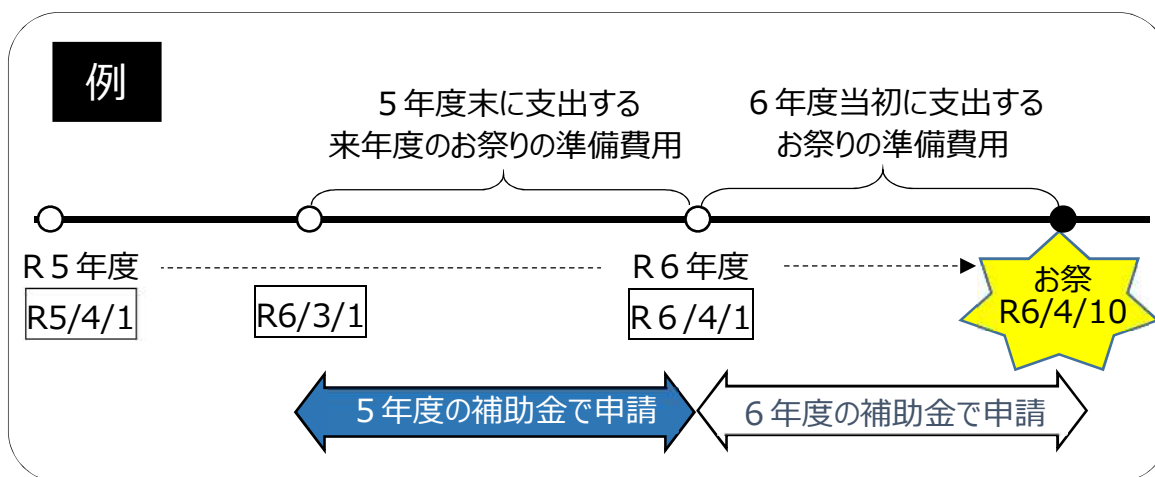 例
5年度末に支出する
来年度のお祭りの準備費用
6年度当初に支出する
お祭りの準備費用
R5年度
R6年度
R5/4/1
R6/3/1
R6/4/1
お祭
R6/4/10
5年度の補助金で申請
6年度の補助金で申請